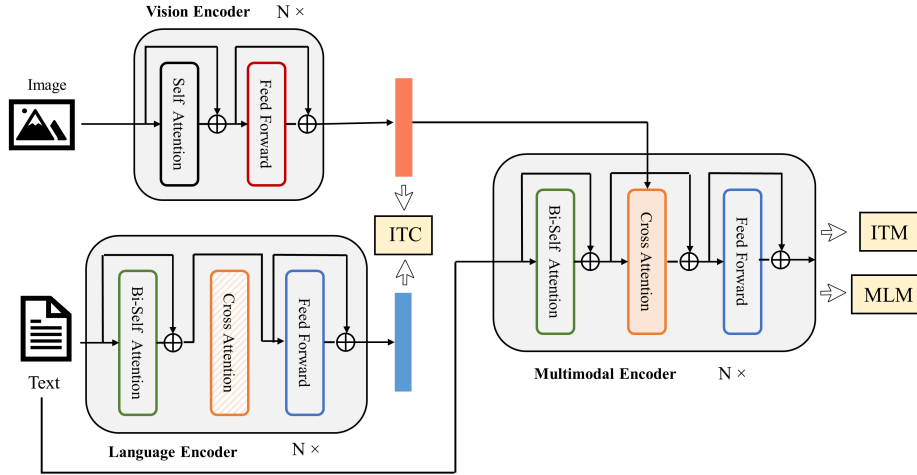 Vision Encoder N ×
Image
Self Attention
Feed Forward
ITC
Bi-Self Attention
Cross Attention
Feed Forward
ITM
MLM
Multimodal Encoder N ×
Bi-Self Attention
Cross Attention
Feed Forward
Text
Language Encoder N ×